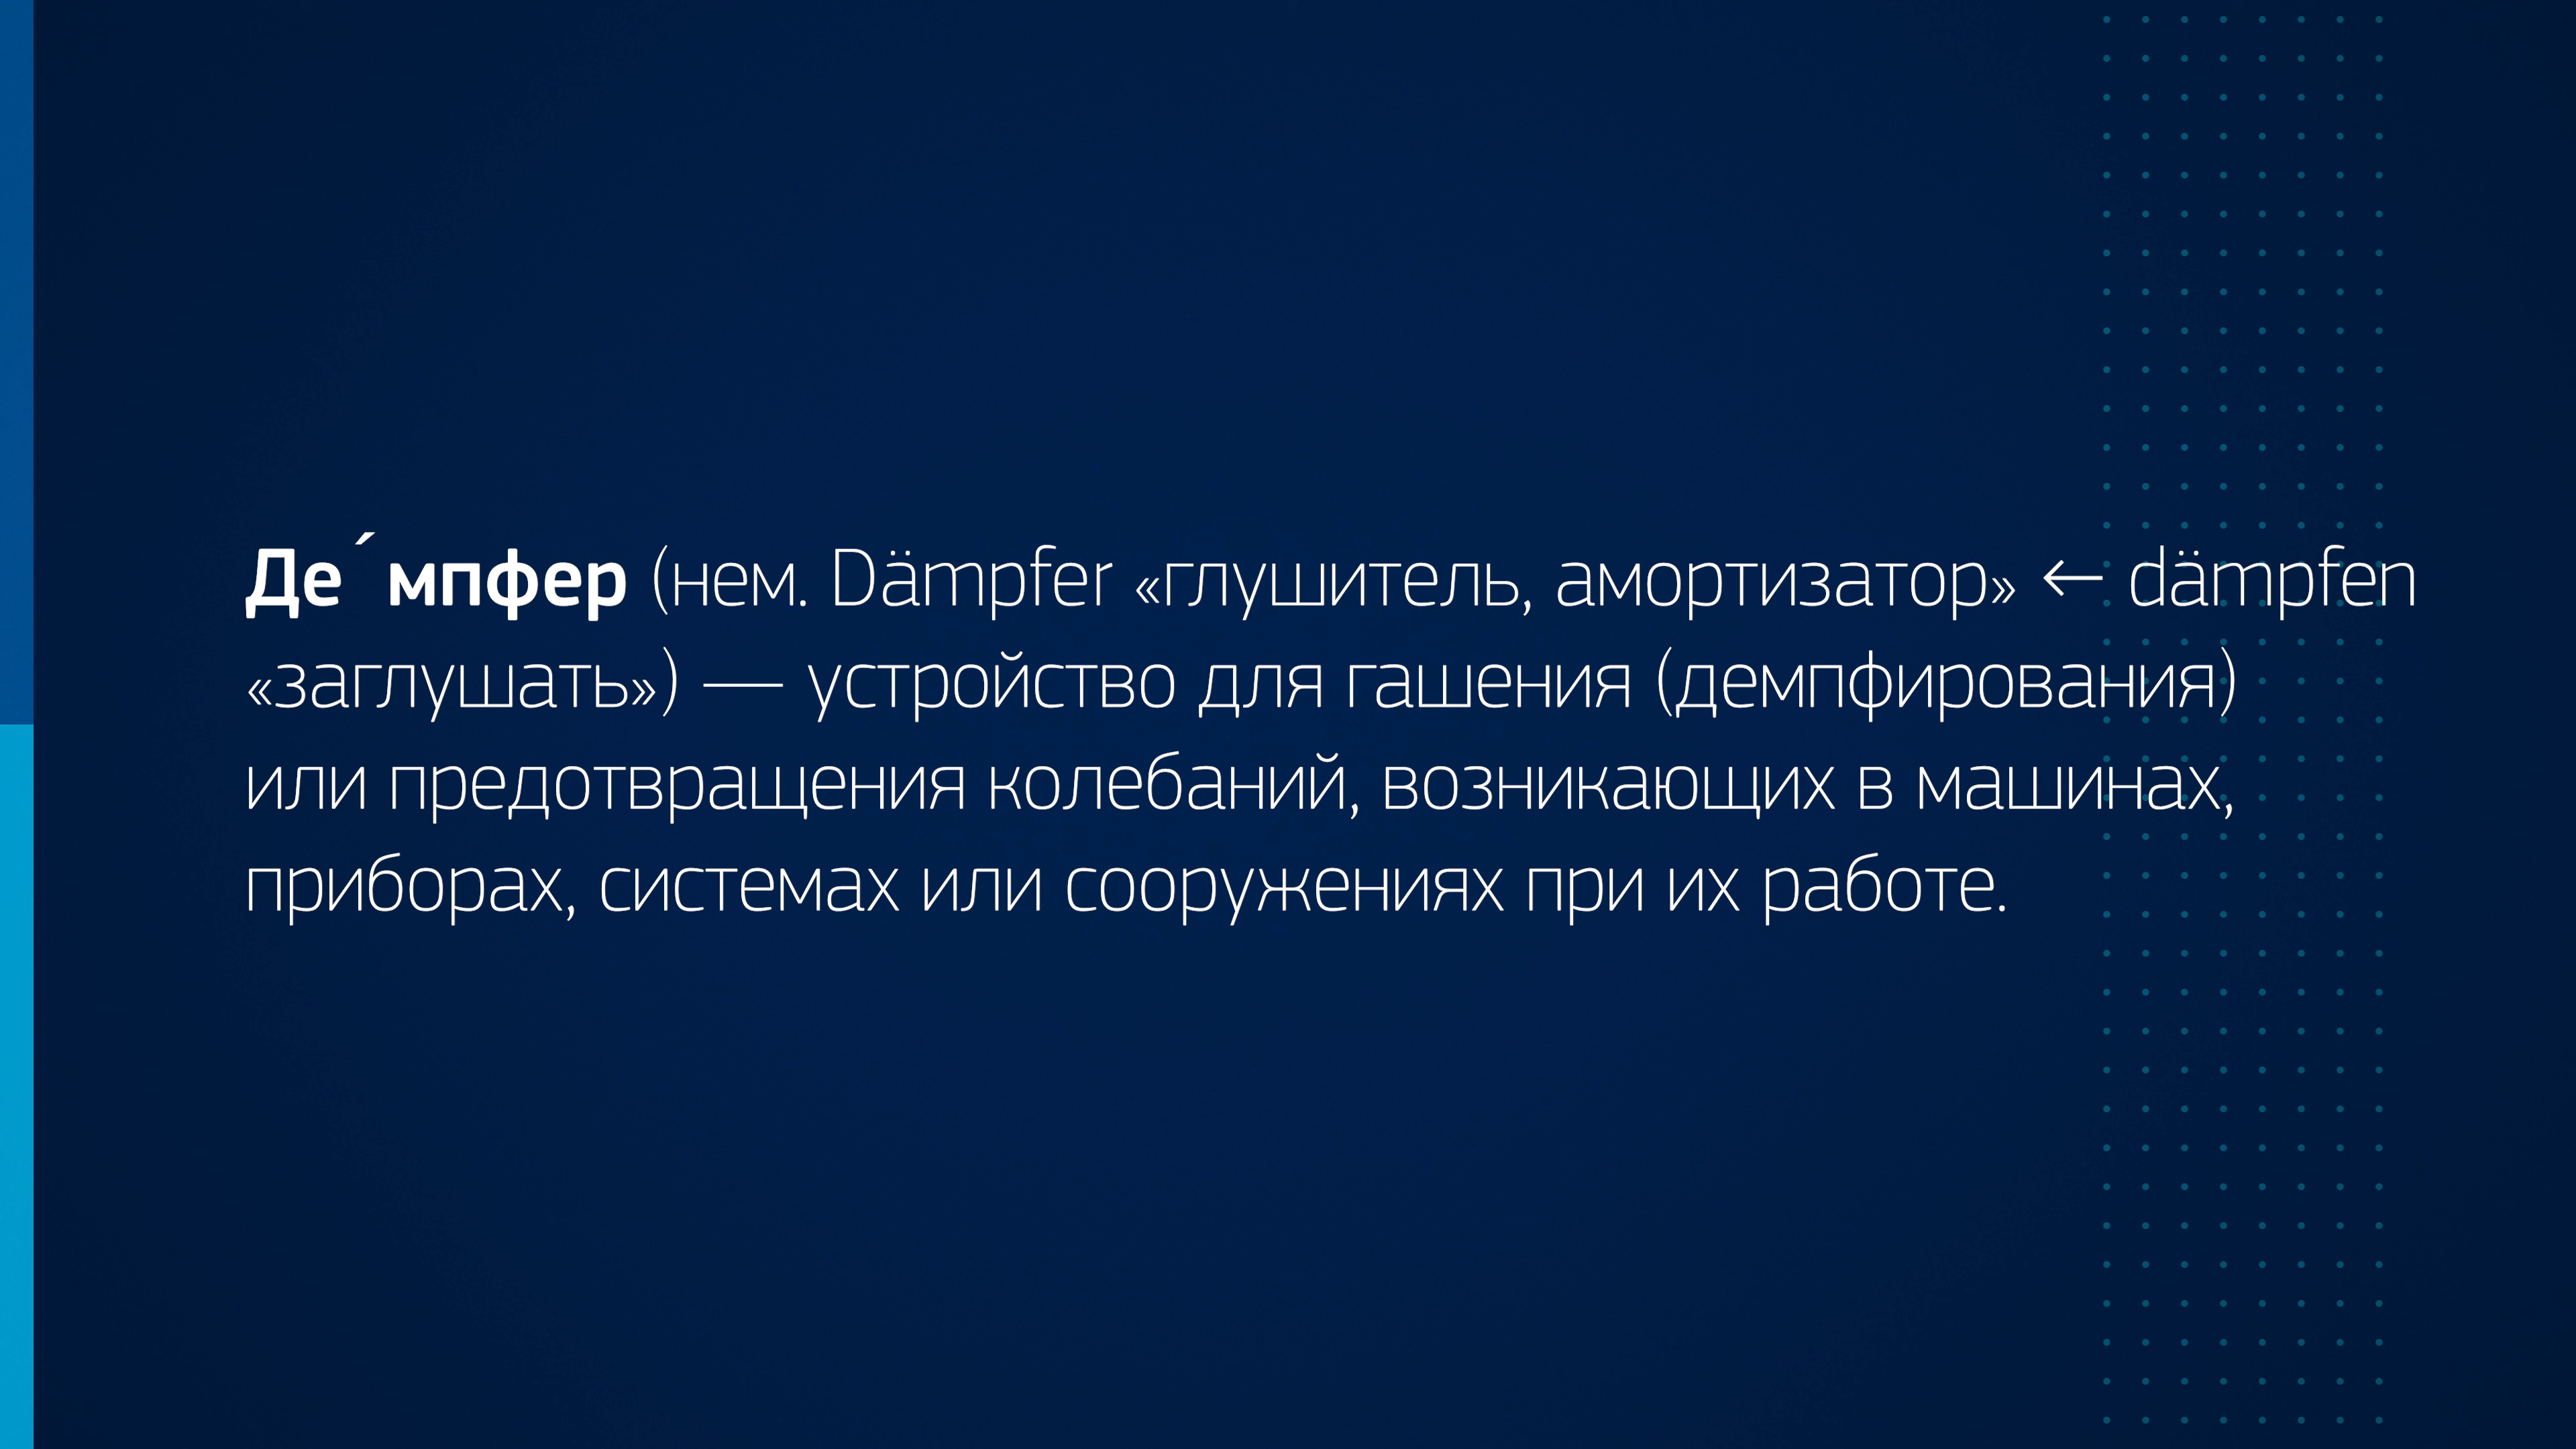 Де´мпфер (нем. Dämpfer «глушитель, амортизатор» ← dämpfen
«заглушать») — устройство для гашения (демпфирования)
или предотвращения колебаний, возникающих в машинах,
приборах, системах или сооружениях при их работе.